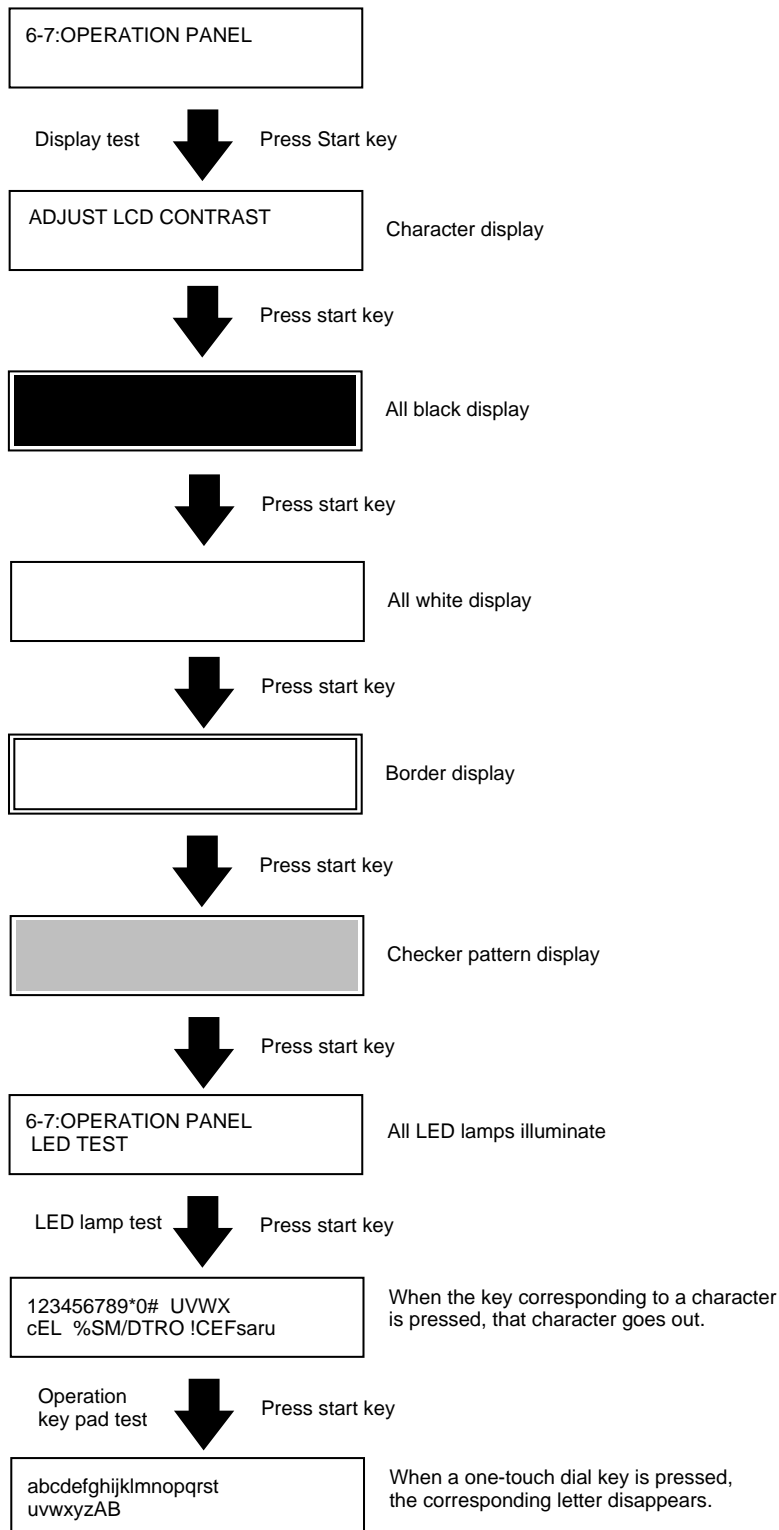 6-7:OPERATION PANEL
Display test
Press Start key
ADJUST LCD CONTRAST
Character display
Press start key
All black display
Press start key
All white display
Press start key
Border display
Press start key
Checker pattern display
Press start key
6-7:OPERATION PANEL
LED TEST
All LED lamps illuminate
LED lamp test
Press start key
123456789*0#  UVWX
cEL  %SM/DTRO !CEFsaru
When the key corresponding to a character
is pressed, that character goes out.
Operation
key pad test
Press start key
abcdefghijklmnopqrst
uvwxyzAB
When a one-touch dial key is pressed,
the corresponding letter disappears.